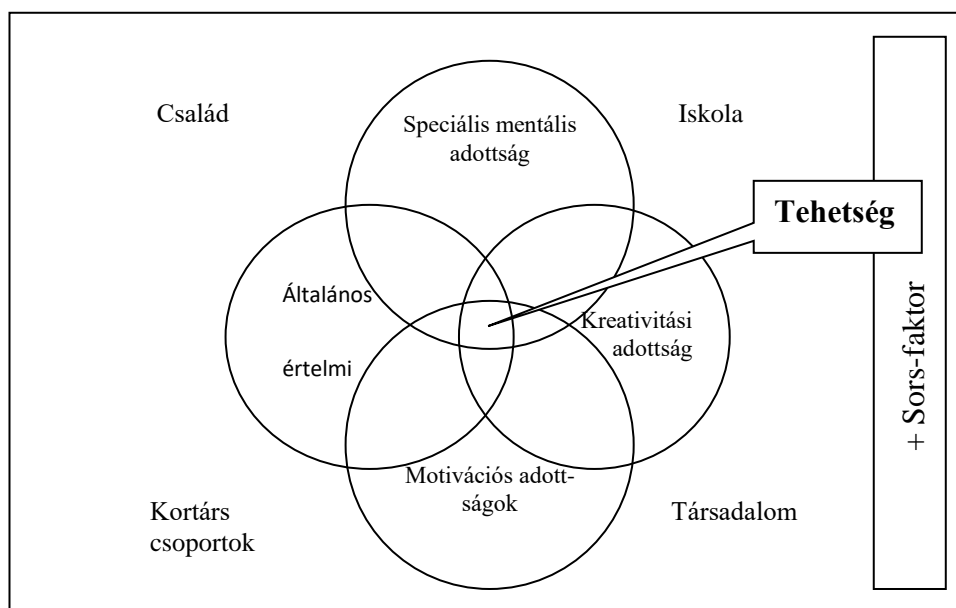 Család
Speciális mentális
adottság
Iskola
Tehetség
Általános
értelmi
Kreativitási
adottság
Motivációs adott-
ságok
Kortárs
csoportok
Társadalom
+ Sors-faktor